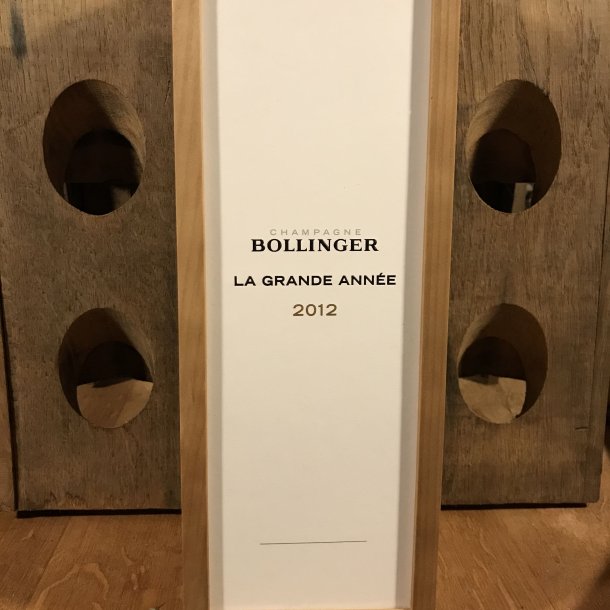 CHAMPAGNE
BOLLINGER
LA GRANDE ANNÉE
2012